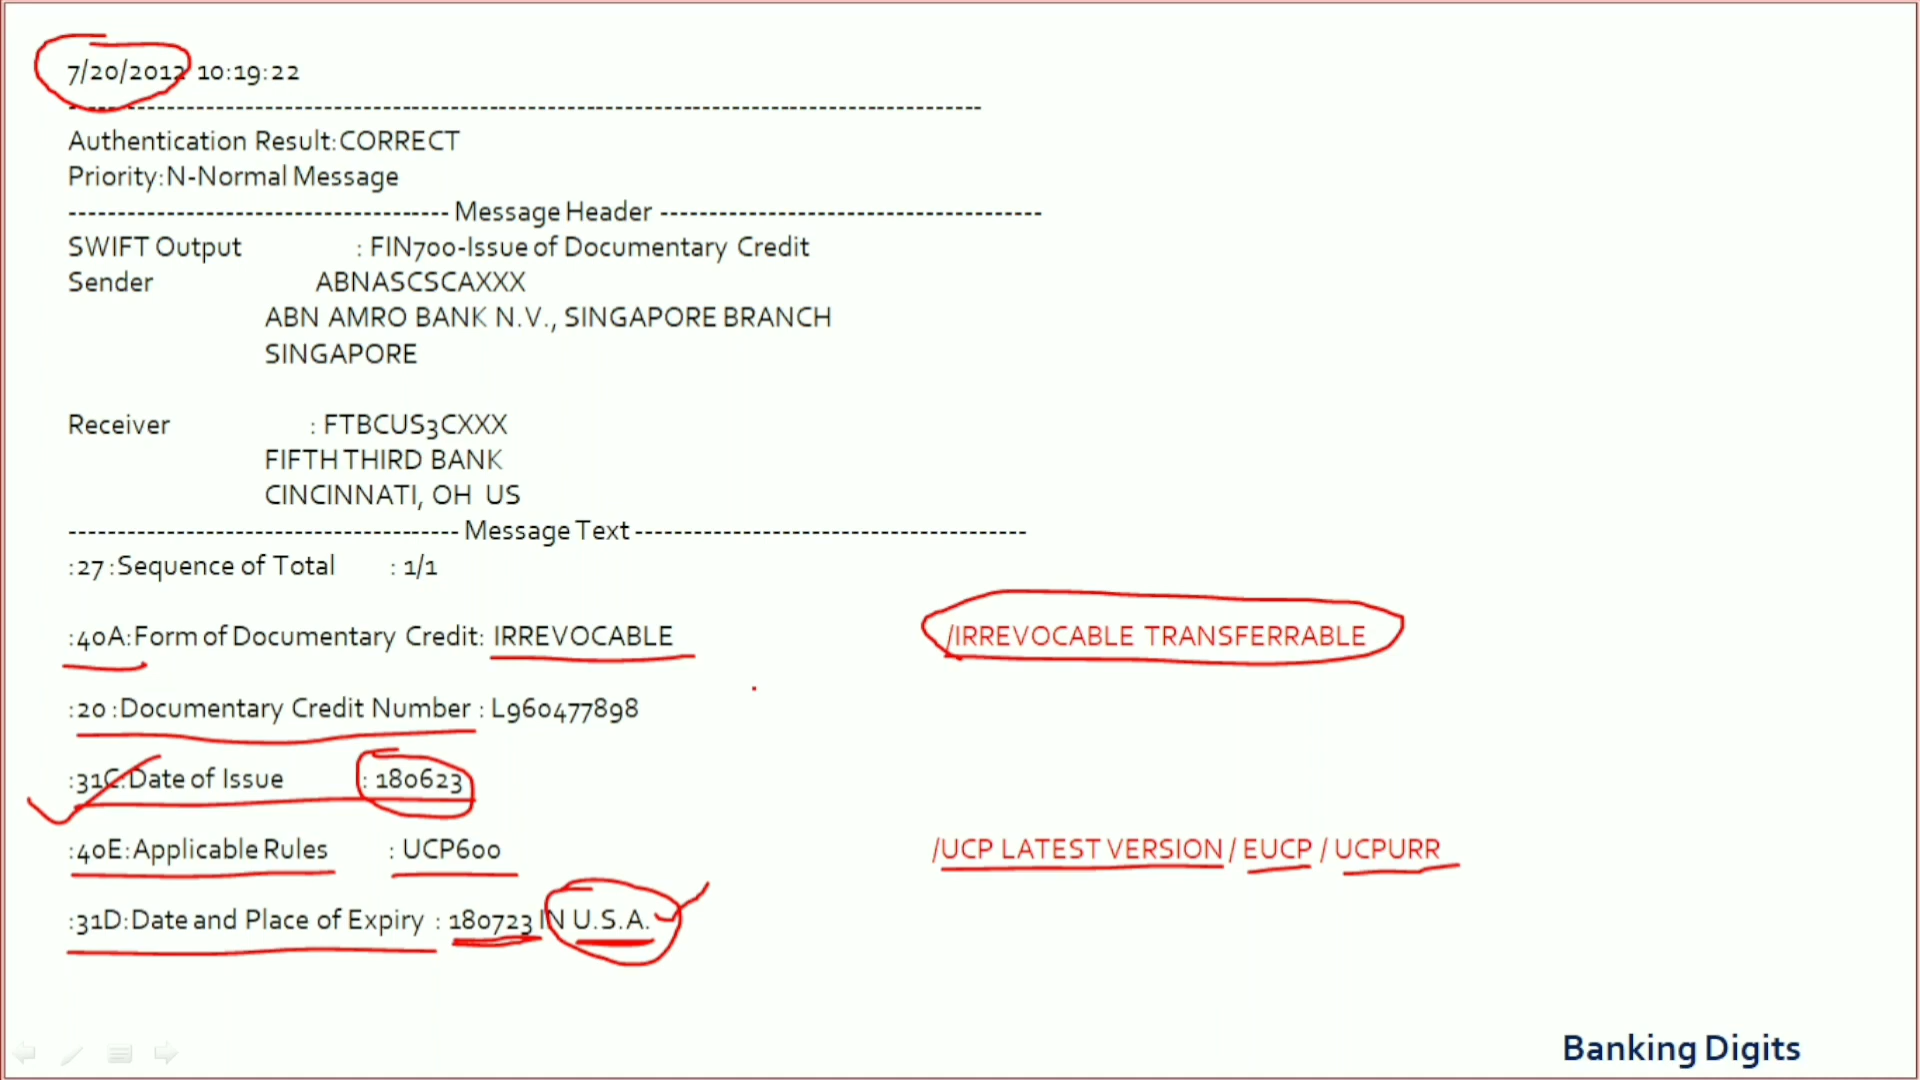 7/20/2012 10:19:22
--------------------------------------------------------------------------------------------
Authentication Result:CORRECT
Priority:N-Normal Message
--------------------------------------- Message Header ---------------------------------------
SWIFT Output : FIN700-Issue of Documentary Credit
Sender ABNASCSCAXXX
ABN AMRO BANK N.V., SINGAPORE BRANCH
SINGAPORE
Receiver : FTBCUS3CXXX
FIFTH THIRD BANK
CINCINNATI, OH US
---------------------------------------- Message Text ----------------------------------------
:27 :Sequence of Total : 1/1
:40A:Form of Documentary Credit: IRREVOCABLE /IRREVOCABLE TRANSFERRABLE
:20 :Documentary Credit Number : L960477898
:31C:Date of Issue : 180623
:40E:Applicable Rules : UCP600 /UCP LATEST VERSION / EUCP / UCPURR
:31D:Date and Place of Expiry : 180723 IN U.S.A.
Banking Digits